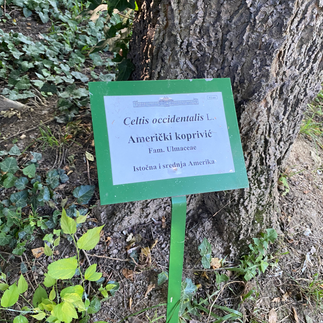 Celtis occidentalis L.
Američki koprivić
Fam. Ulmaceae
Istočna i srednja Amerika